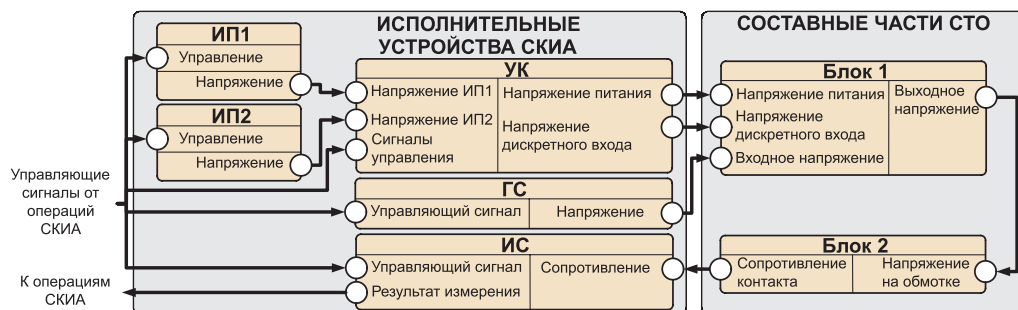 ИСПОЛНИТЕЛЬНЫЕ
УСТРОЙСТВА СКИА
СОСТАВНЫЕ ЧАСТИ СТО
ИП1
Управление
Напряжение
ИП2
Управление
Напряжение
УК
Напряжение ИП1
Напряжение ИП2
Сигналы
управления
Напряжение питания
Напряжение
дискретного входа
Блок 1
Напряжение питания
Напряжение
дискретного входа
Входное напряжение
Выходное
напряжение
Управляющие
сигналы от
операций
СКИА
ГС
Управляющий сигнал
Напряжение
ИС
Управляющий сигнал
Результат измерения
Сопротивление
Блок 2
Сопротивление
контакта
Напряжение
на обмотке
К операциям
СКИА